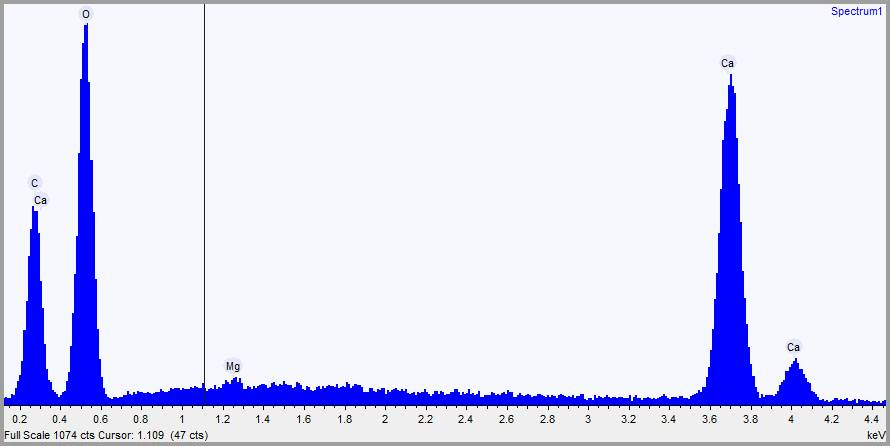 Spectrum1
O
Ca
C
Ca
Ca
Mg
0.2 0.4 0.6 0.8 1 1.2 1.4 1.6 1.8 2 2.2 2.4 2.6 2.8 3 3.2 3.4 3.6 3.8 4 4.2 4.4
Full Scale 1074 cts Cursor: 1.109 (47 cts) keV